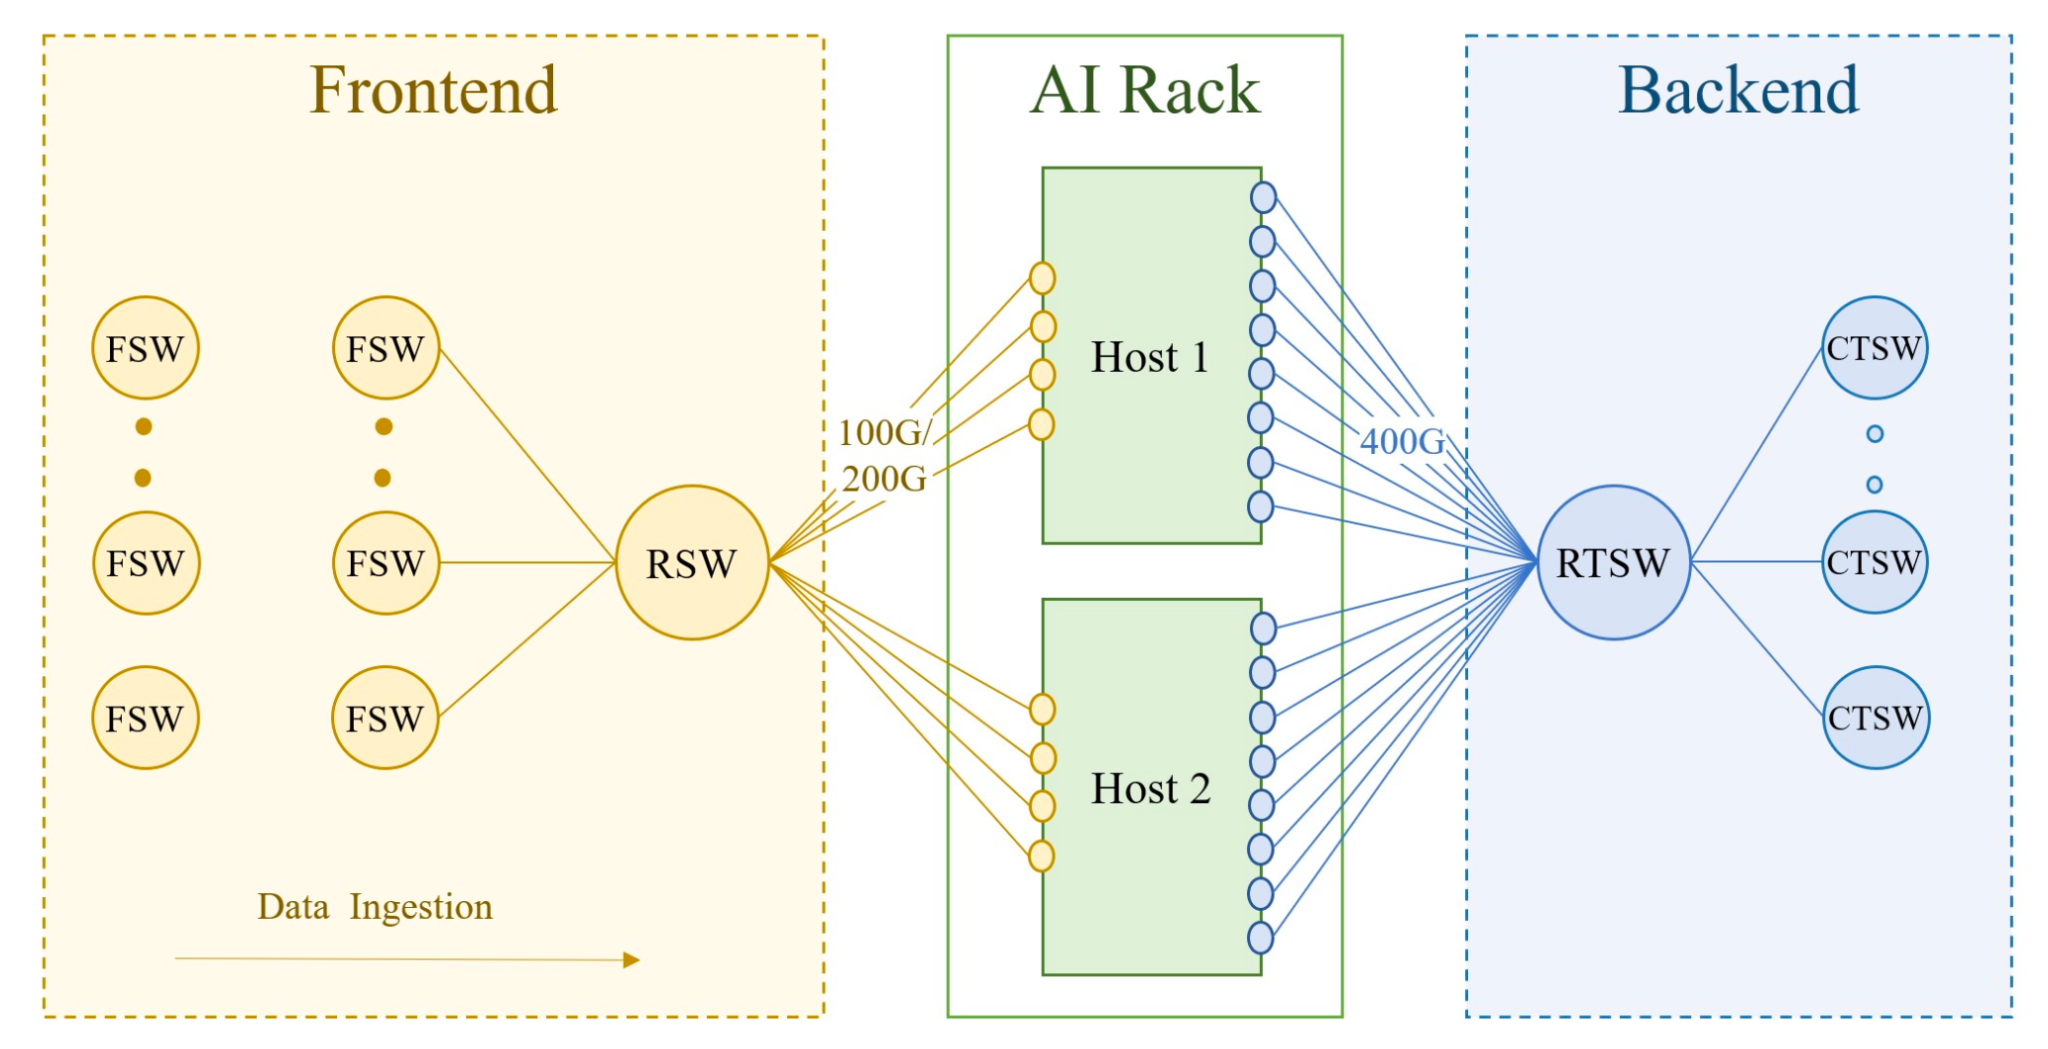 Frontend
AI Rack
Backend
FSW
FSW
FSW
FSW
FSW
FSW
RSW
100G/
200G
Host 1
Host 2
400G
RTSW
CTSW
CTSW
CTSW
Data Ingestion